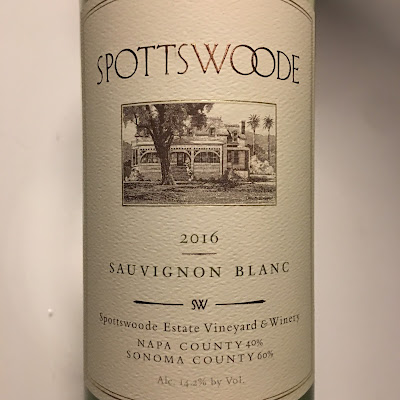 SPOTTSWOODE
2016
SAUVIGNON BLANC
SW
Spottswoode Estate Vineyard & Winery
NAPA COUNTY 40%
SONOMA COUNTY 60%
Alc. 14.2% by Vol.